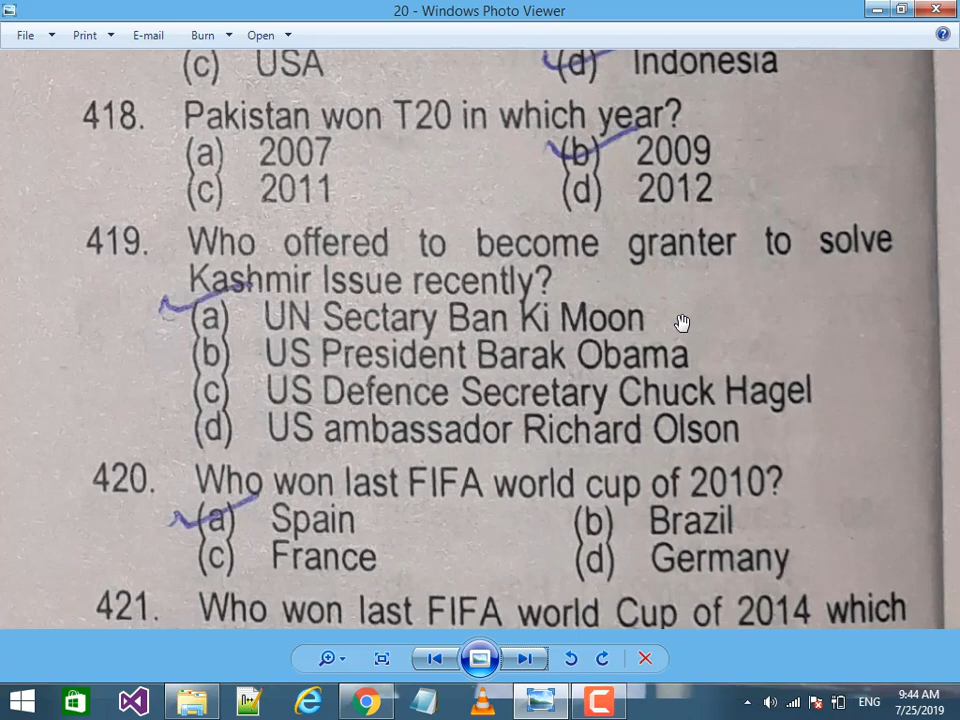 20 - Windows Photo Viewer
File Print E-mail Burn Open
(c) USA (d) Indonesia
418. Pakistan won T20 in which year?
(a) 2007 (b) 2009
(c) 2011 (d) 2012
419. Who offered to become granter to solve
Kashmir Issue recently?
(a) UN Sectary Ban Ki Moon
(b) US President Barak Obama
(c) US Defence Secretary Chuck Hagel
(d) US ambassador Richard Olson
420. Who won last FIFA world cup of 2010?
(a) Spain (b) Brazil
(c) France (d) Germany
421. Who won last FIFA world Cup of 2014 which
9:44 AM
7/25/2019